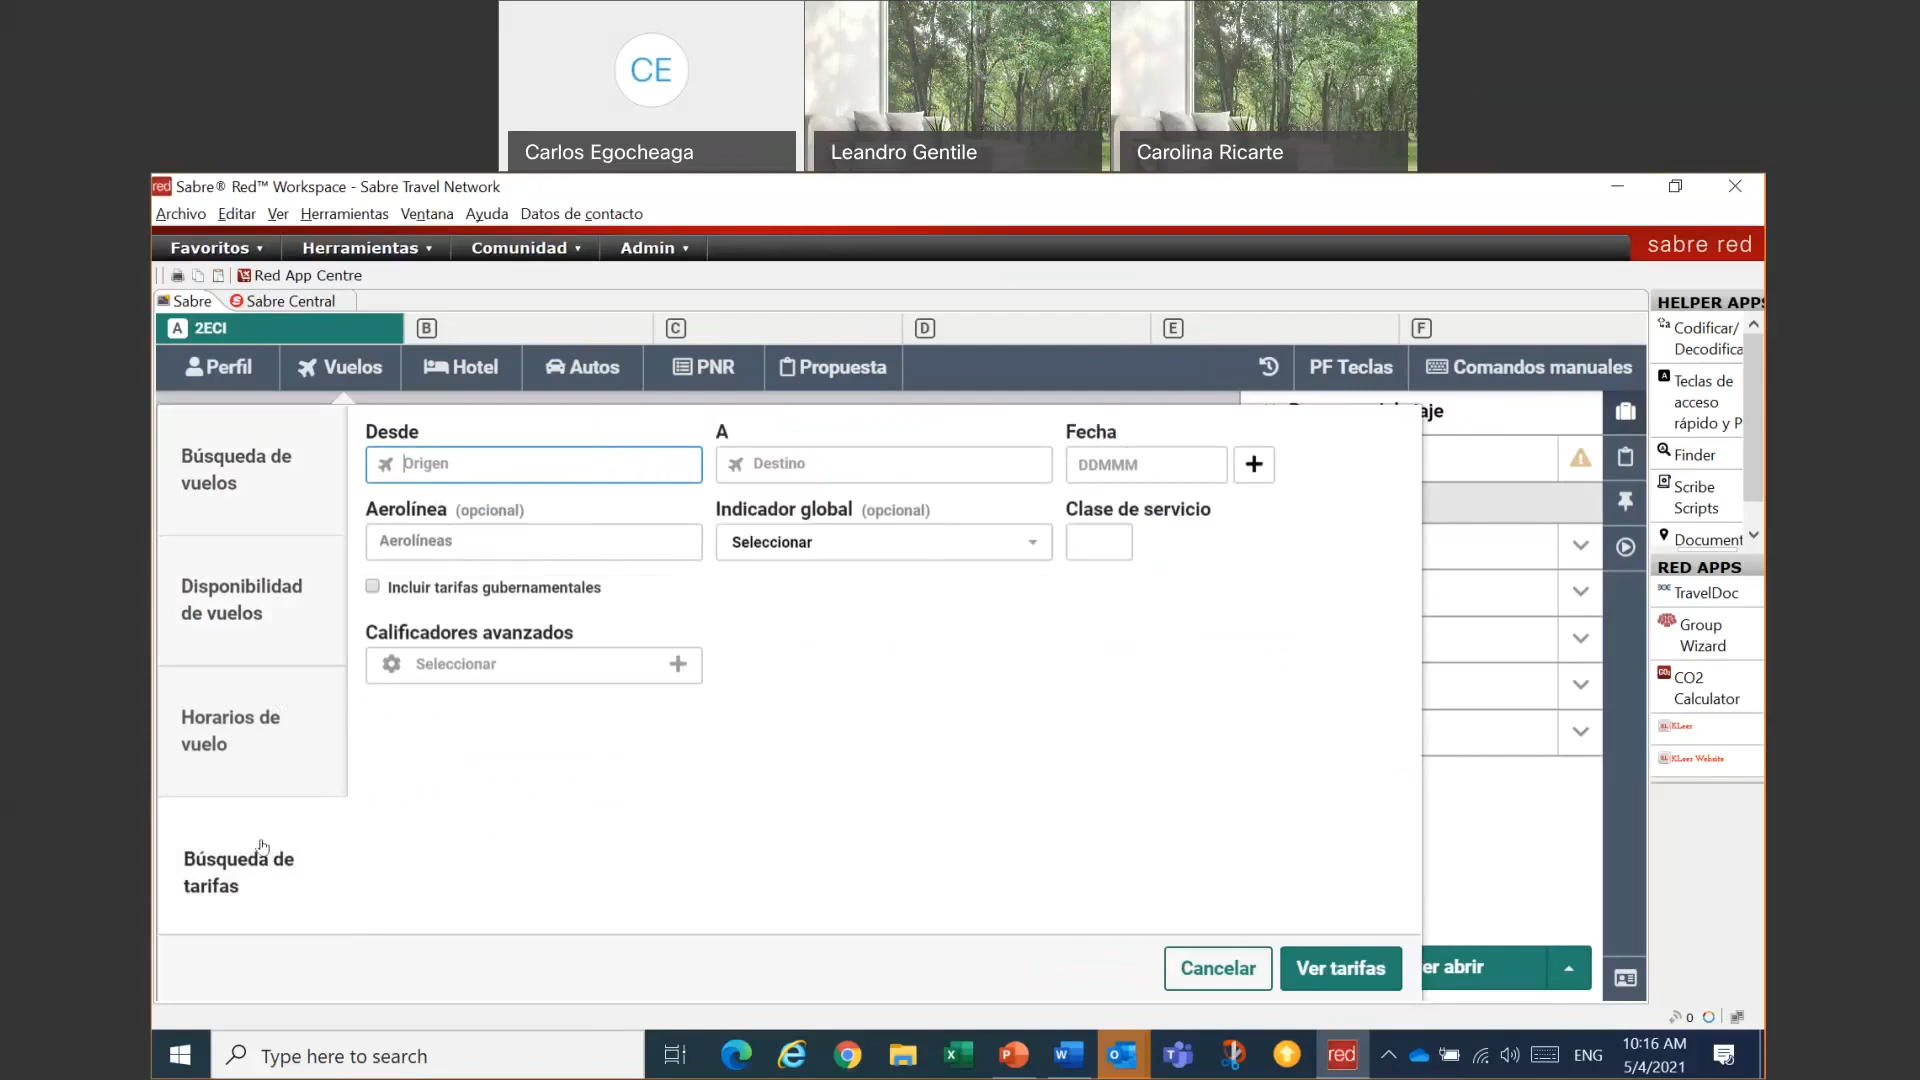 CE
Carlos Egocheaga
Leandro Gentile
Carolina Ricarte
red Sabre® Red™ Workspace - Sabre Travel Network
Archivo Editar Ver Herramientas Ventana Ayuda Datos de contacto
Favoritos Herramientas Comunidad Admin
sabre red
Red App Centre
Sabre Sabre Central
HELPER APPS
A 2ECI B C D E F
Codificar/
Decodifica
Perfil Vuelos Hotel Autos PNR Propuesta PF Teclas Comandos manuales
Teclas de
acceso
rápido y P
aje
Búsqueda de
vuelos
Desde A Fecha
Origen Destino DDMMM
Finder
Scribe
Scripts
Aerolínea (opcional) Indicador global (opcional) Clase de servicio
Aerolíneas Seleccionar
Document
RED APPS
Disponibilidad
de vuelos
Incluir tarifas gubernamentales
TravelDoc
Group
Wizard
Calificadores avanzados
Seleccionar
CO2
Calculator
Horarios de
vuelo
KLeer
KLeer Website
Búsqueda de
tarifas
Cancelar Ver tarifas er abrir
0
Type here to search
red
ENG
10:16 AM
5/4/2021